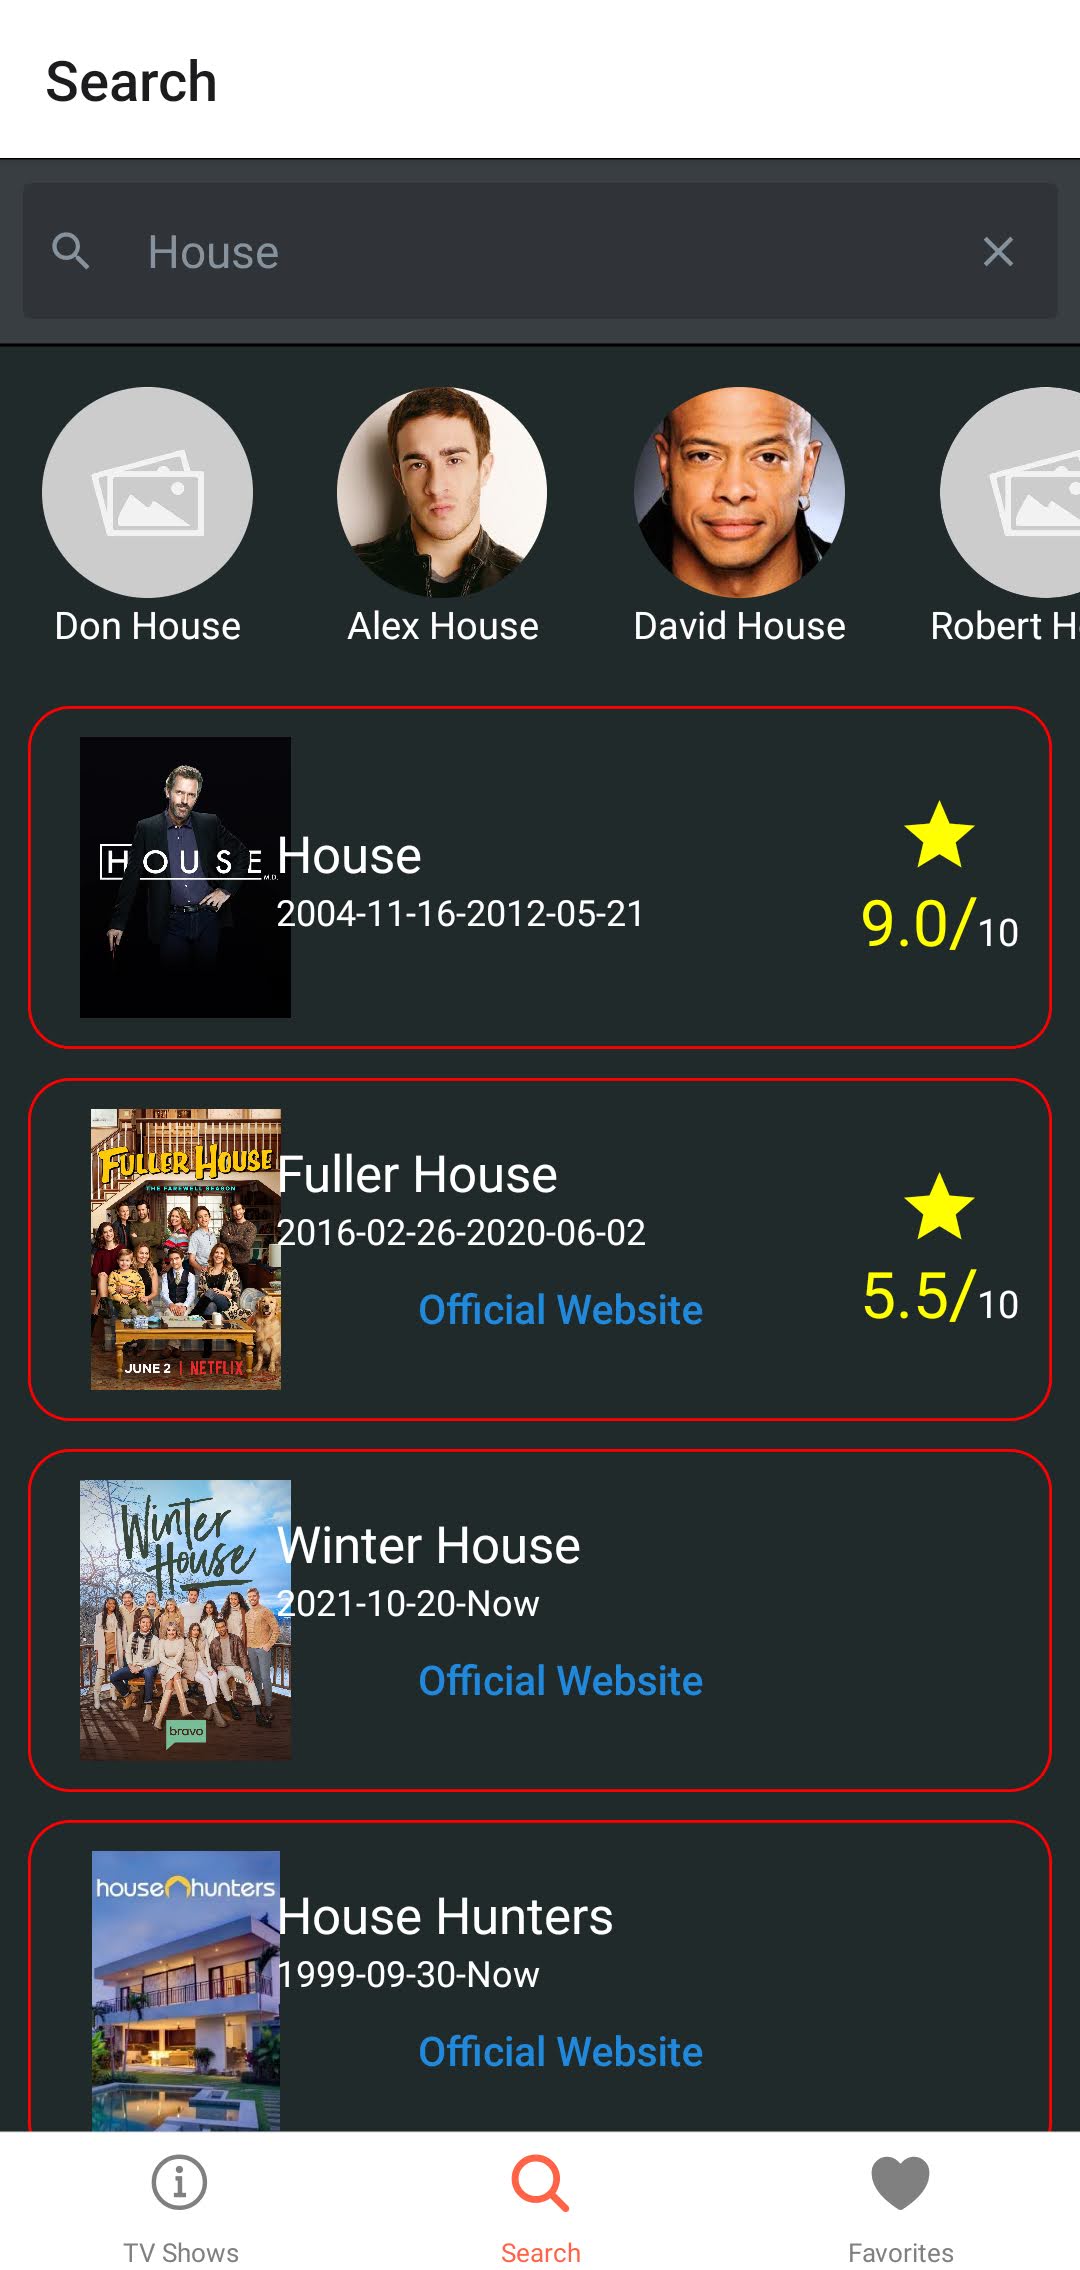 Search
House
Don House
Alex House
David House
Robert H
HOUSE M.D.
House
2004-11-16-2012-05-21
9.0/10
FULLER HOUSE
THE FAREWELL SEASON
JUNE 2 | NETFLIX
Fuller House
2016-02-26-2020-06-02
Official Website
5.5/10
Winter House
bravo
Winter House
2021-10-20-Now
Official Website
house hunters
House Hunters
1999-09-30-Now
Official Website
TV Shows
Search
Favorites